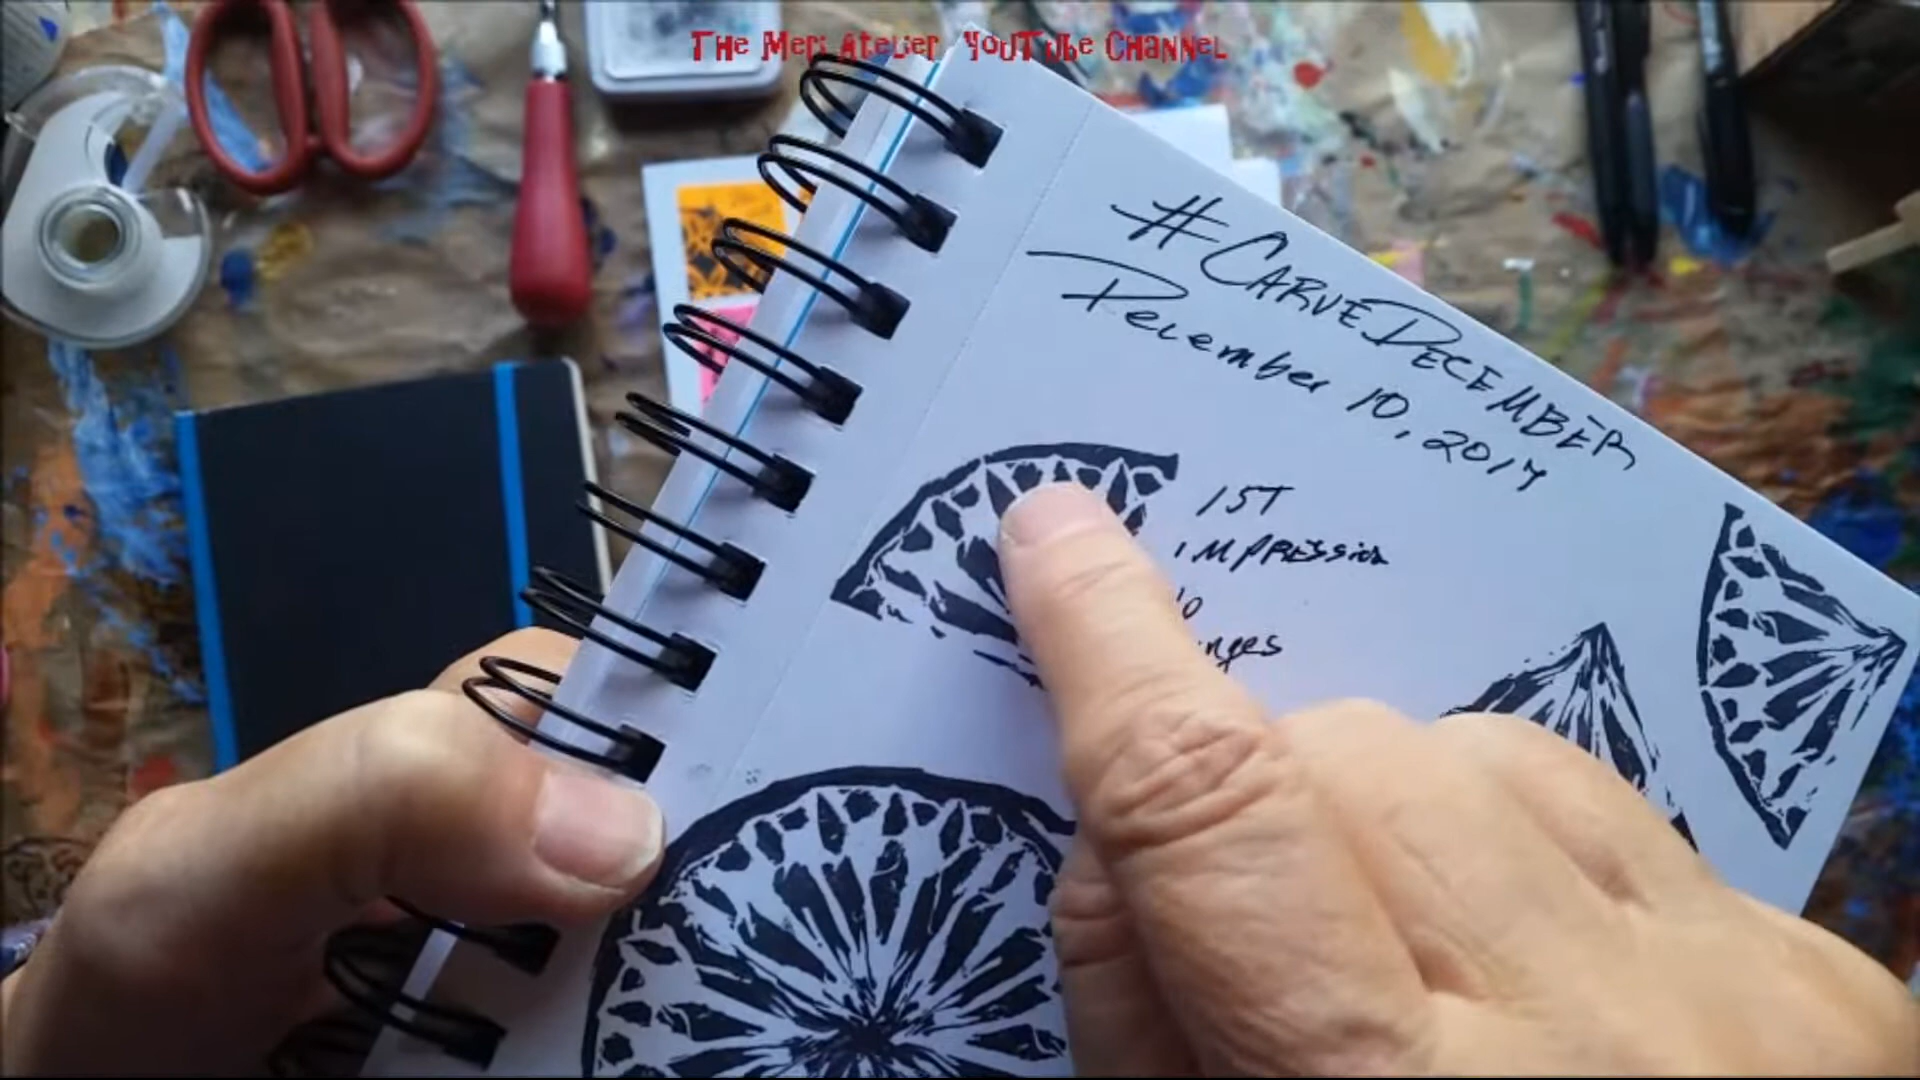 The Meri Atelier YouTube Channel
#CARVEDECEMBER
December 10, 2017
1ST
IMPRESSION